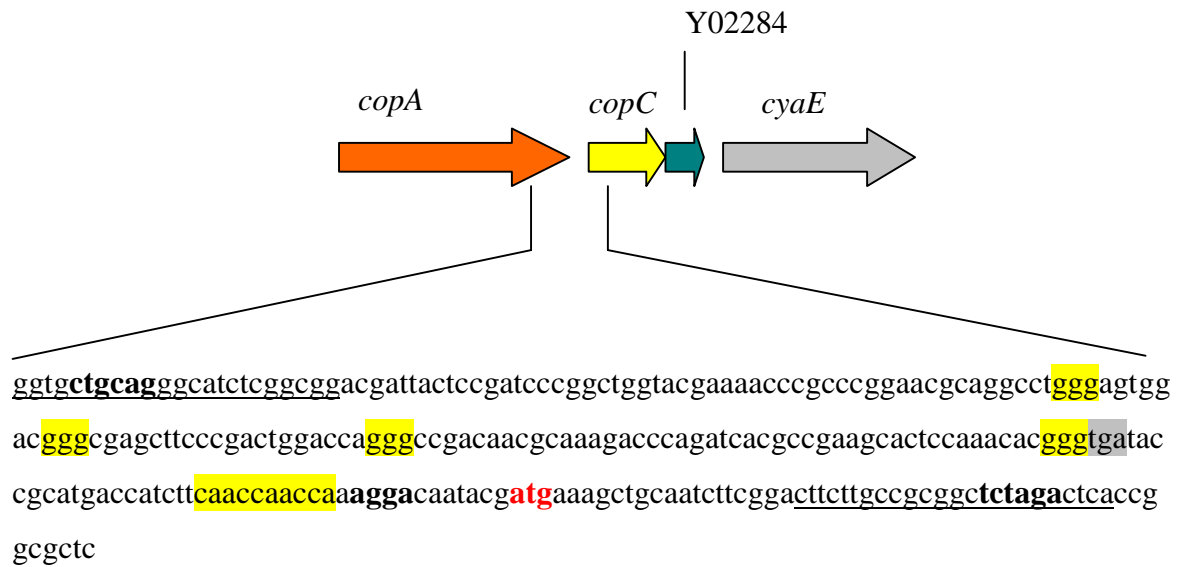 Y02284
copA copC cyaE
ggtgctgcagggcatctcggcggacgattactccgatcccggctggtacgaaaacccgcccggaacgcaggcctgggagtgg
acgggcgagcttcccgactggaccagggccgacaacgcaaagacccagatcacgccgaagcactccaaacacgggtgatac
cgcatgaccatcttcaaccaaccaaaggacaatacgatgaaagctgcaatcttcggacttcttgccgcggctctagactcaccg
gcgctc